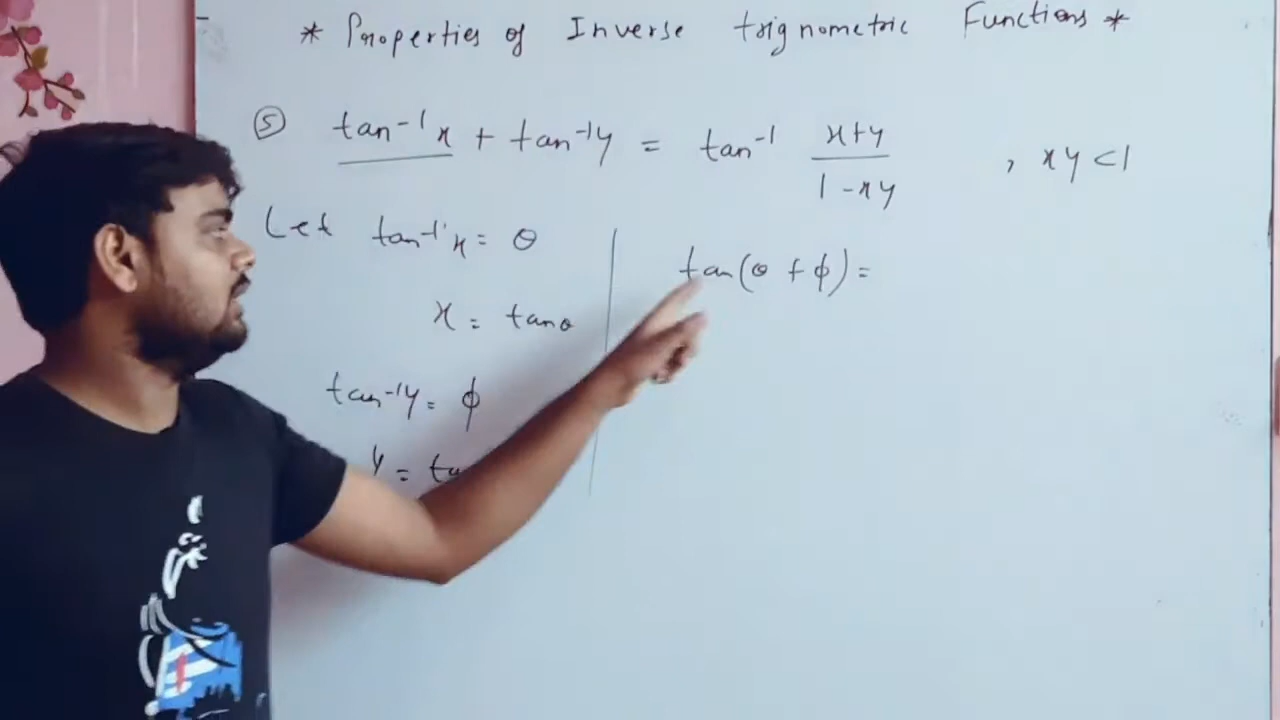 * Properties of Inverse trignometric Functions *
⑤ tan⁻¹x + tan⁻¹y = tan⁻¹ (x+y)/(1-xy) , xy < 1
Let tan⁻¹x = θ
x = tanθ
tan⁻¹y = ϕ
y = ta
tan(θ + ϕ) =